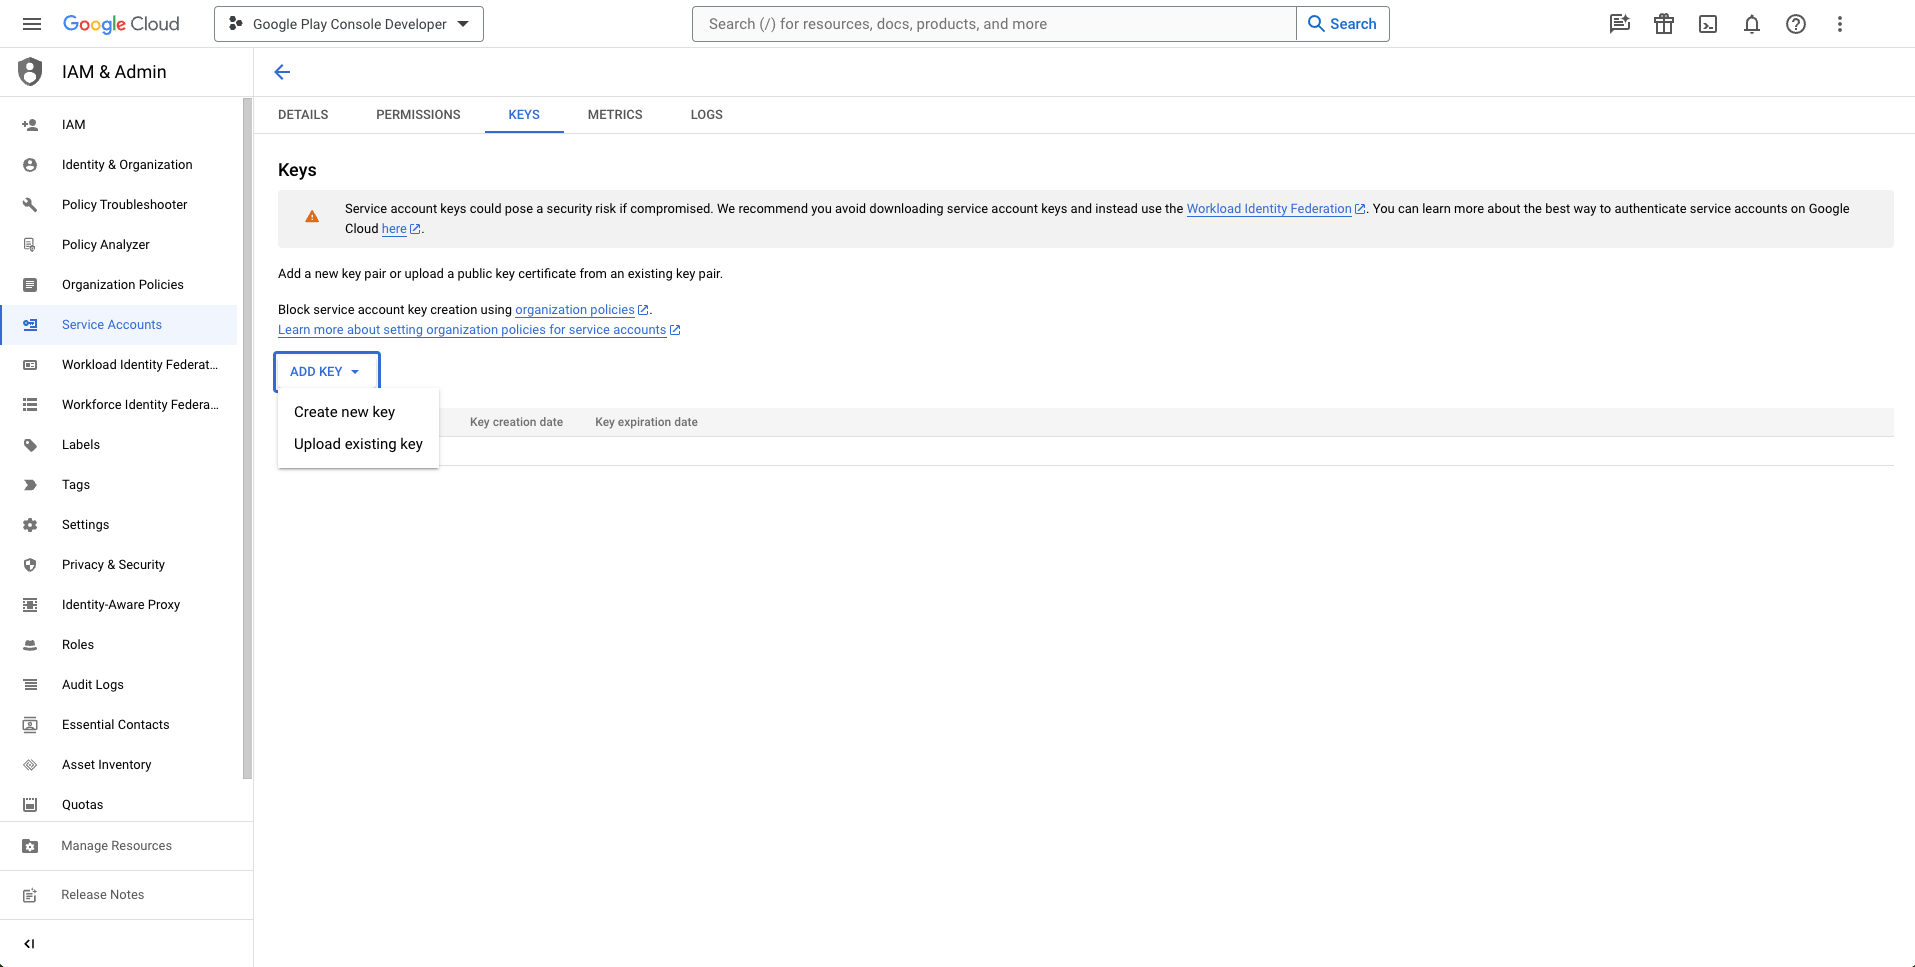 Google Cloud
Google Play Console Developer
Search (/) for resources, docs, products, and more
Search
IAM & Admin
IAM
Identity & Organization
Policy Troubleshooter
Policy Analyzer
Organization Policies
Service Accounts
Workload Identity Federat...
Workforce Identity Federa...
Labels
Tags
Settings
Privacy & Security
Identity-Aware Proxy
Roles
Audit Logs
Essential Contacts
Asset Inventory
Quotas
Manage Resources
Release Notes
DETAILS
PERMISSIONS
KEYS
METRICS
LOGS
Keys
Service account keys could pose a security risk if compromised. We recommend you avoid downloading service account keys and instead use the Workload Identity Federation. You can learn more about the best way to authenticate service accounts on Google
Cloud here.
Add a new key pair or upload a public key certificate from an existing key pair.
Block service account key creation using organization policies.
Learn more about setting organization policies for service accounts
ADD KEY
Create new key
Upload existing key
Key creation date
Key expiration date